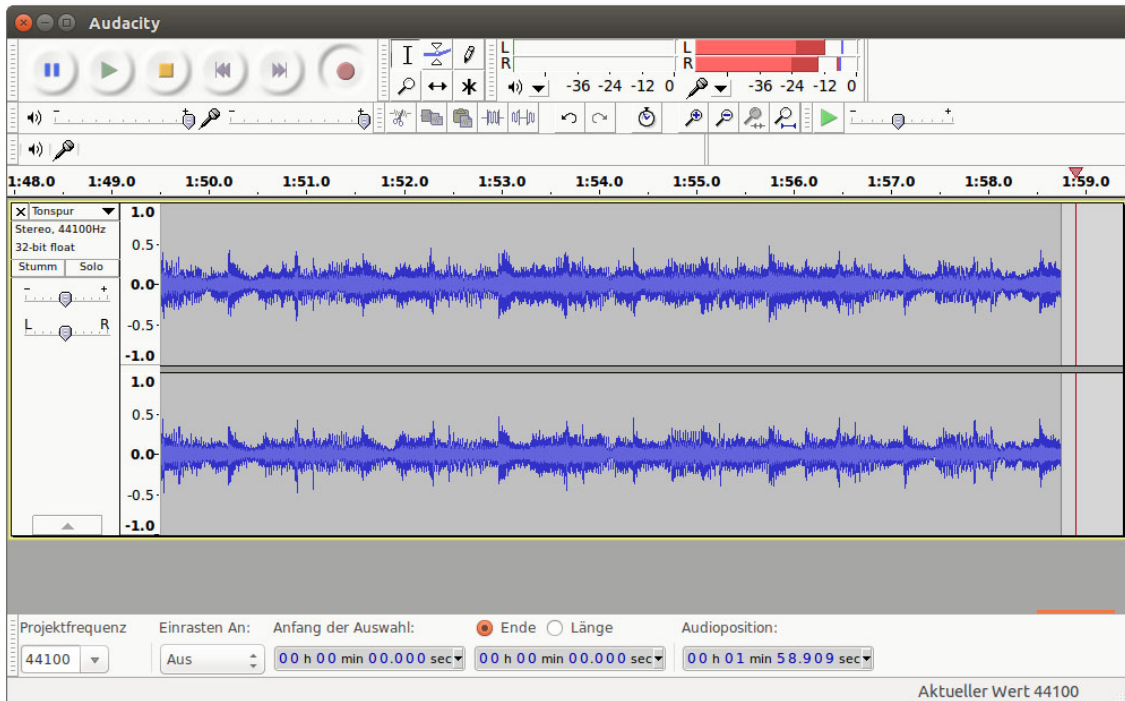 Audacity
L
R
-36 -24 -12 0
L
R
-36 -24 -12 0
- + - + - +
1:48.0 1:49.0 1:50.0 1:51.0 1:52.0 1:53.0 1:54.0 1:55.0 1:56.0 1:57.0 1:58.0 1:59.0
Tonspur
Stereo, 44100Hz
32-bit float
Stumm Solo
- +
L R
1.0
0.5
0.0
-0.5
-1.0
1.0
0.5
0.0
-0.5
-1.0
Projektfrequenz Einrasten An: Anfang der Auswahl: Ende Länge Audioposition:
44100 Aus 00 h 00 min 00.000 sec 00 h 00 min 00.000 sec 00 h 01 min 58.909 sec
Aktueller Wert 44100